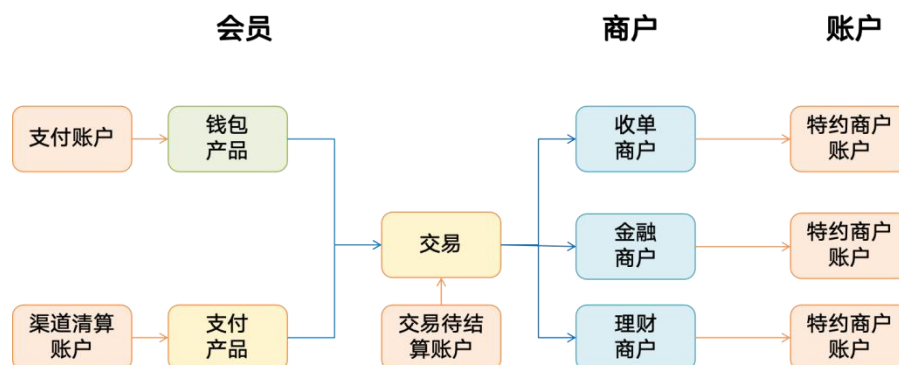 会员
商户
账户
支付账户
钱包
产品
收单
商户
特约商户
账户
交易
金融
商户
特约商户
账户
渠道清算
账户
支付
产品
交易待结
算账户
理财
商户
特约商户
账户